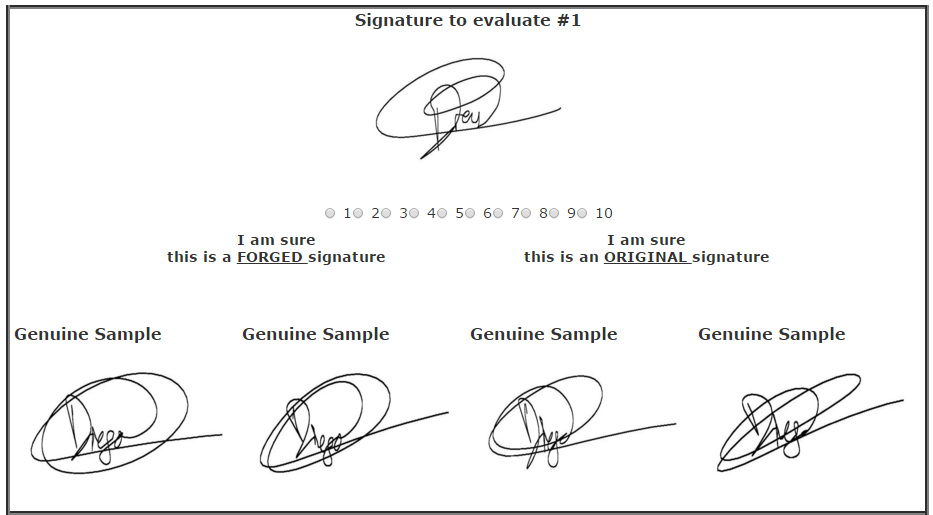 Signature to evaluate #1
1 2 3 4 5 6 7 8 9 10
I am sure
this is a FORGED signature
I am sure
this is an ORIGINAL signature
Genuine Sample Genuine Sample Genuine Sample Genuine Sample